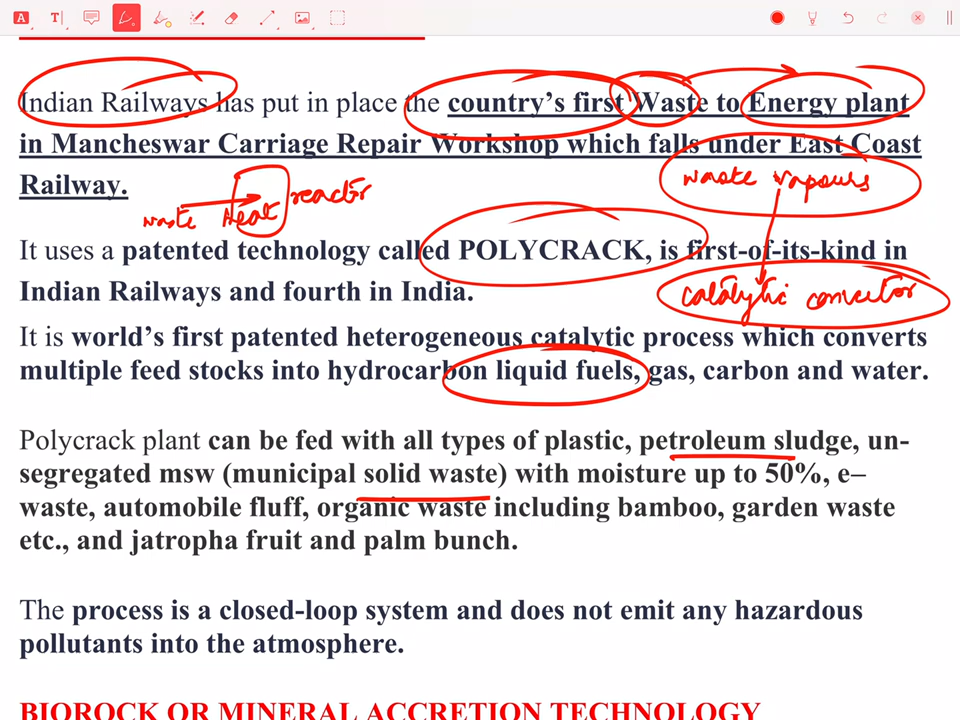 Indian Railways has put in place the country's first Waste to Energy plant
in Mancheswar Carriage Repair Workshop which falls under East Coast
Railway.
waste Heat reactor
waste vapours
It uses a patented technology called POLYCRACK, is first-of-its-kind in
Indian Railways and fourth in India.
catalytic convertor
It is world's first patented heterogeneous catalytic process which converts
multiple feed stocks into hydrocarbon liquid fuels, gas, carbon and water.
Polycrack plant can be fed with all types of plastic, petroleum sludge, un-
segregated msw (municipal solid waste) with moisture up to 50%, e–
waste, automobile fluff, organic waste including bamboo, garden waste
etc., and jatropha fruit and palm bunch.
The process is a closed-loop system and does not emit any hazardous
pollutants into the atmosphere.
BIOROCK OR MINERAL ACCRETION TECHNOLOGY